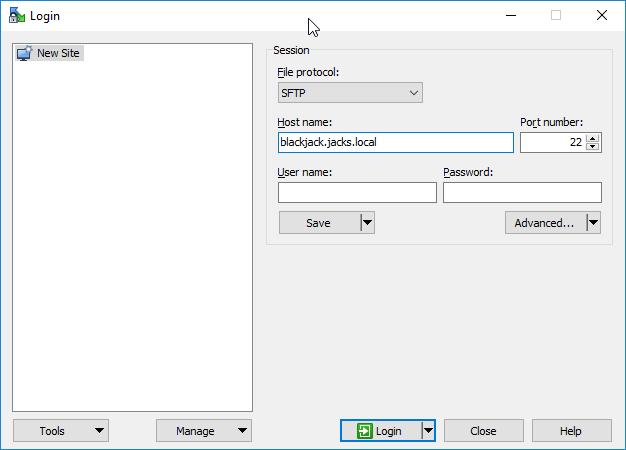 Login
New Site
Session
File protocol:
SFTP
Host name:
Port number:
blackjack.jacks.local
22
User name:
Password:
Save
Advanced...
Tools
Manage
Login
Close
Help